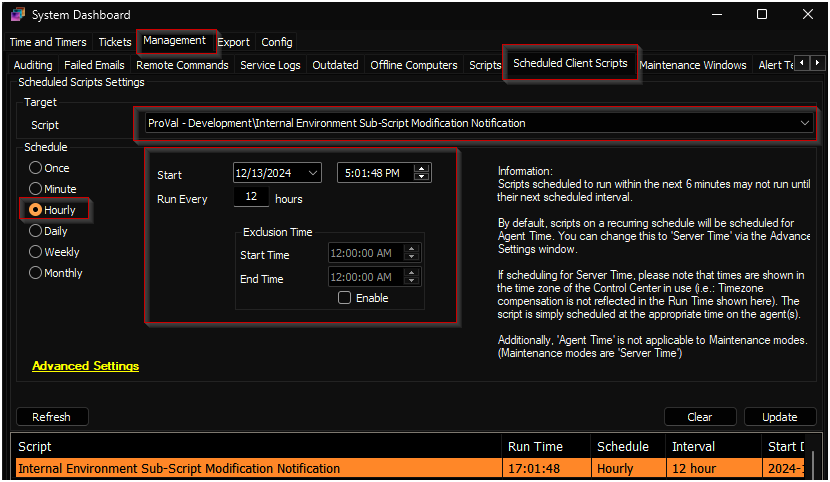 System Dashboard
Time and Timers Tickets Management Export Config
Auditing Failed Emails Remote Commands Service Logs Outdated Offline Computers Scripts Scheduled Client Scripts Maintenance Windows Alert Te
Scheduled Scripts Settings
Target
Script ProVal - Development\Internal Environment Sub-Script Modification Notification
Schedule
Once
Minute
Hourly
Daily
Weekly
Monthly
Start 12/13/2024 5:01:48 PM
Run Every 12 hours
Exclusion Time
Start Time 12:00:00 AM
End Time 12:00:00 AM
Enable
Information:
Scripts scheduled to run within the next 6 minutes may not run until
their next scheduled interval.
By default, scripts on a recurring schedule will be scheduled for
Agent Time. You can change this to 'Server Time' via the Advance
Settings window.
If scheduling for Server Time, please note that times are shown in
the time zone of the Control Center in use (i.e.: Timezone
compensation is not reflected in the Run Time shown here). The
script is simply scheduled at the appropriate time on the agent(s).
Additionally, 'Agent Time' is not applicable to Maintenance modes.
(Maintenance modes are 'Server Time')
Advanced Settings
Refresh Clear Update
Script Run Time Schedule Interval Start D
Internal Environment Sub-Script Modification Notification 17:01:48 Hourly 12 hour 2024-1